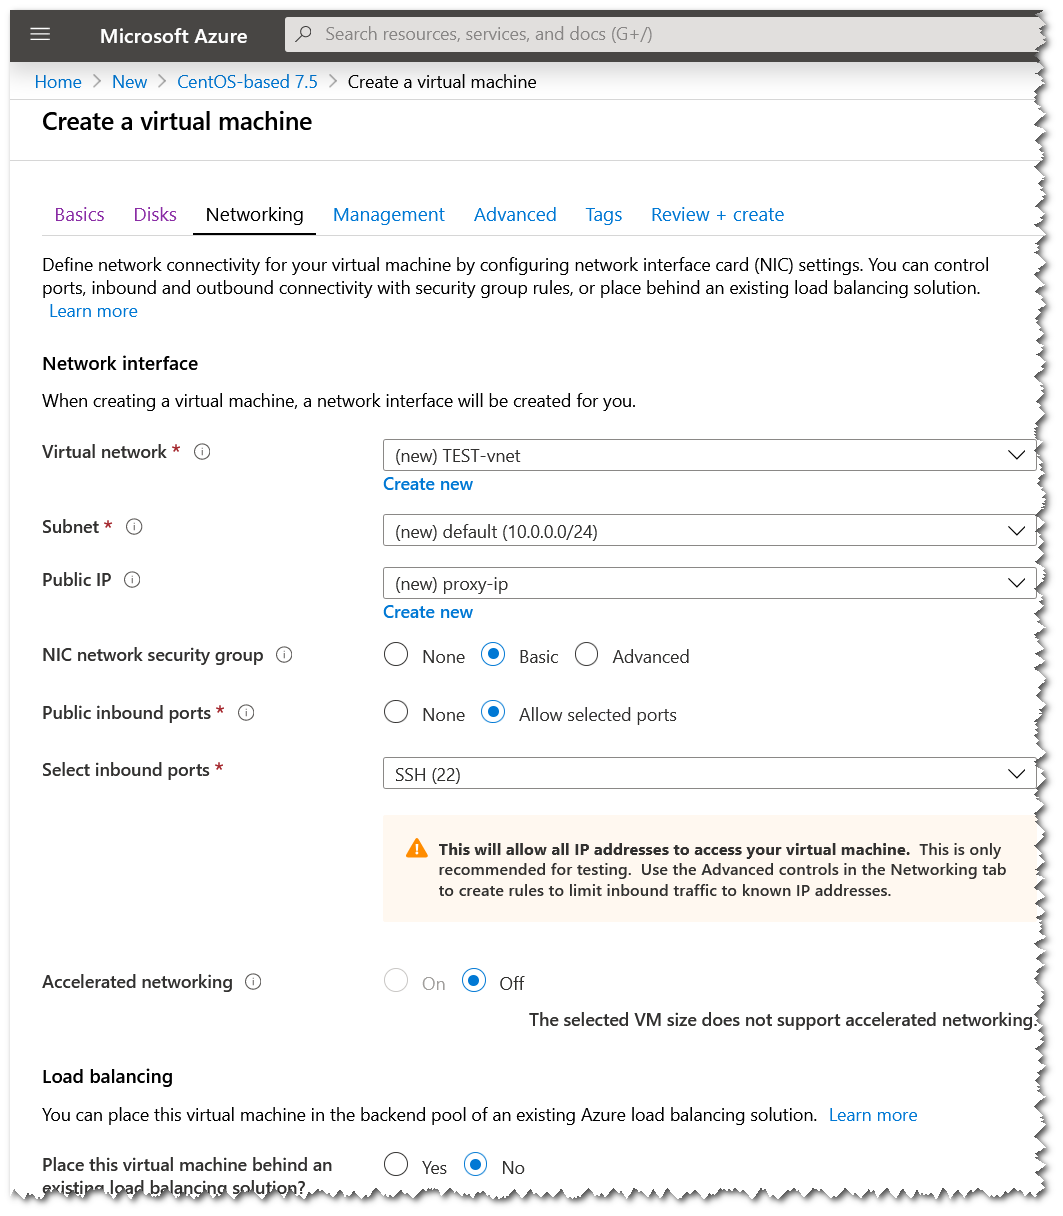 Microsoft Azure
Search resources, services, and docs (G+/)
Home > New > CentOS-based 7.5 > Create a virtual machine
Create a virtual machine
Basics Disks Networking Management Advanced Tags Review + create
Define network connectivity for your virtual machine by configuring network interface card (NIC) settings. You can control
ports, inbound and outbound connectivity with security group rules, or place behind an existing load balancing solution.
Learn more
Network interface
When creating a virtual machine, a network interface will be created for you.
Virtual network *
(new) TEST-vnet
Create new
Subnet *
(new) default (10.0.0.0/24)
Public IP
(new) proxy-ip
Create new
NIC network security group
None Basic Advanced
Public inbound ports *
None Allow selected ports
Select inbound ports *
SSH (22)
This will allow all IP addresses to access your virtual machine. This is only
recommended for testing. Use the Advanced controls in the Networking tab
to create rules to limit inbound traffic to known IP addresses.
Accelerated networking
On Off
The selected VM size does not support accelerated networking.
Load balancing
You can place this virtual machine in the backend pool of an existing Azure load balancing solution. Learn more
Place this virtual machine behind an
existing load balancing solution?
Yes No